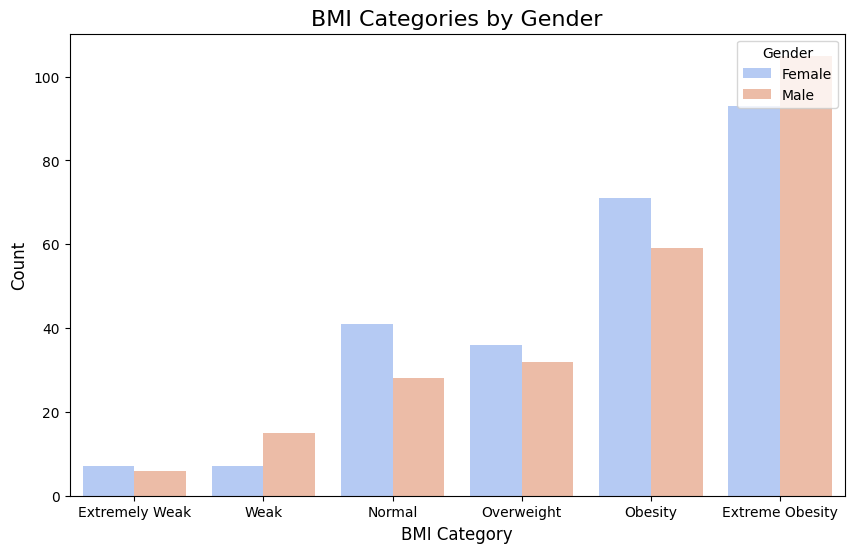 BMI Categories by Gender
Gender
Female
Male
100
80
60
40
20
0
Count
Extremely Weak
Weak
Normal
Overweight
Obesity
Extreme Obesity
BMI Category